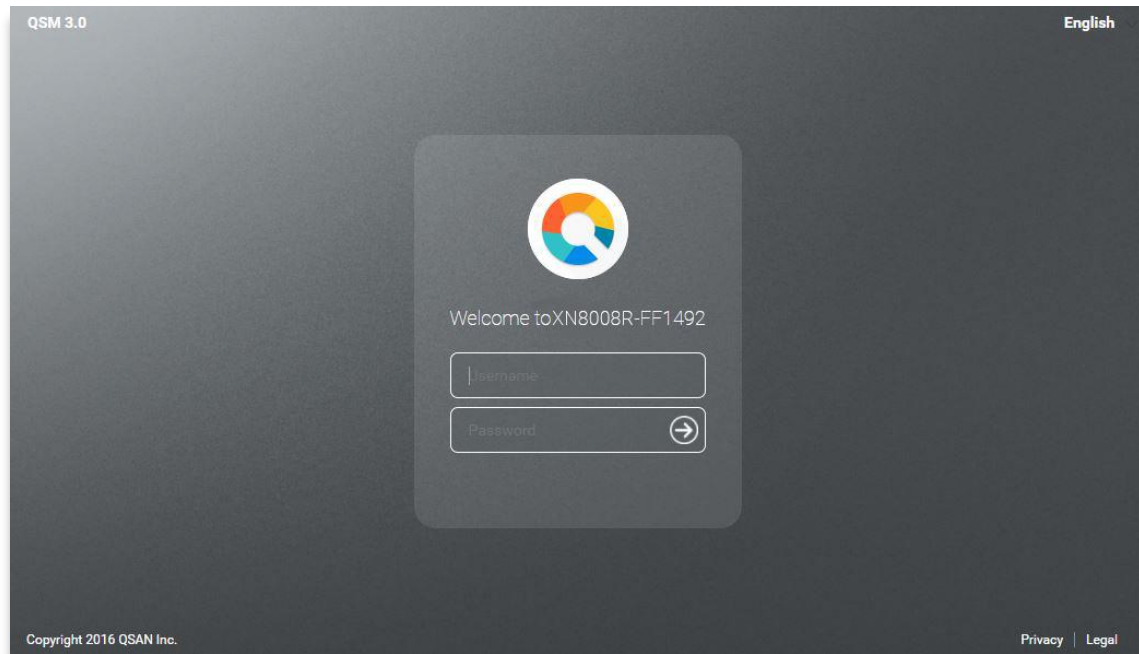 QSM 3.0
English
Welcome toXN8008R-FF1492
Username
Password
Copyright 2016 QSAN Inc.
Privacy | Legal